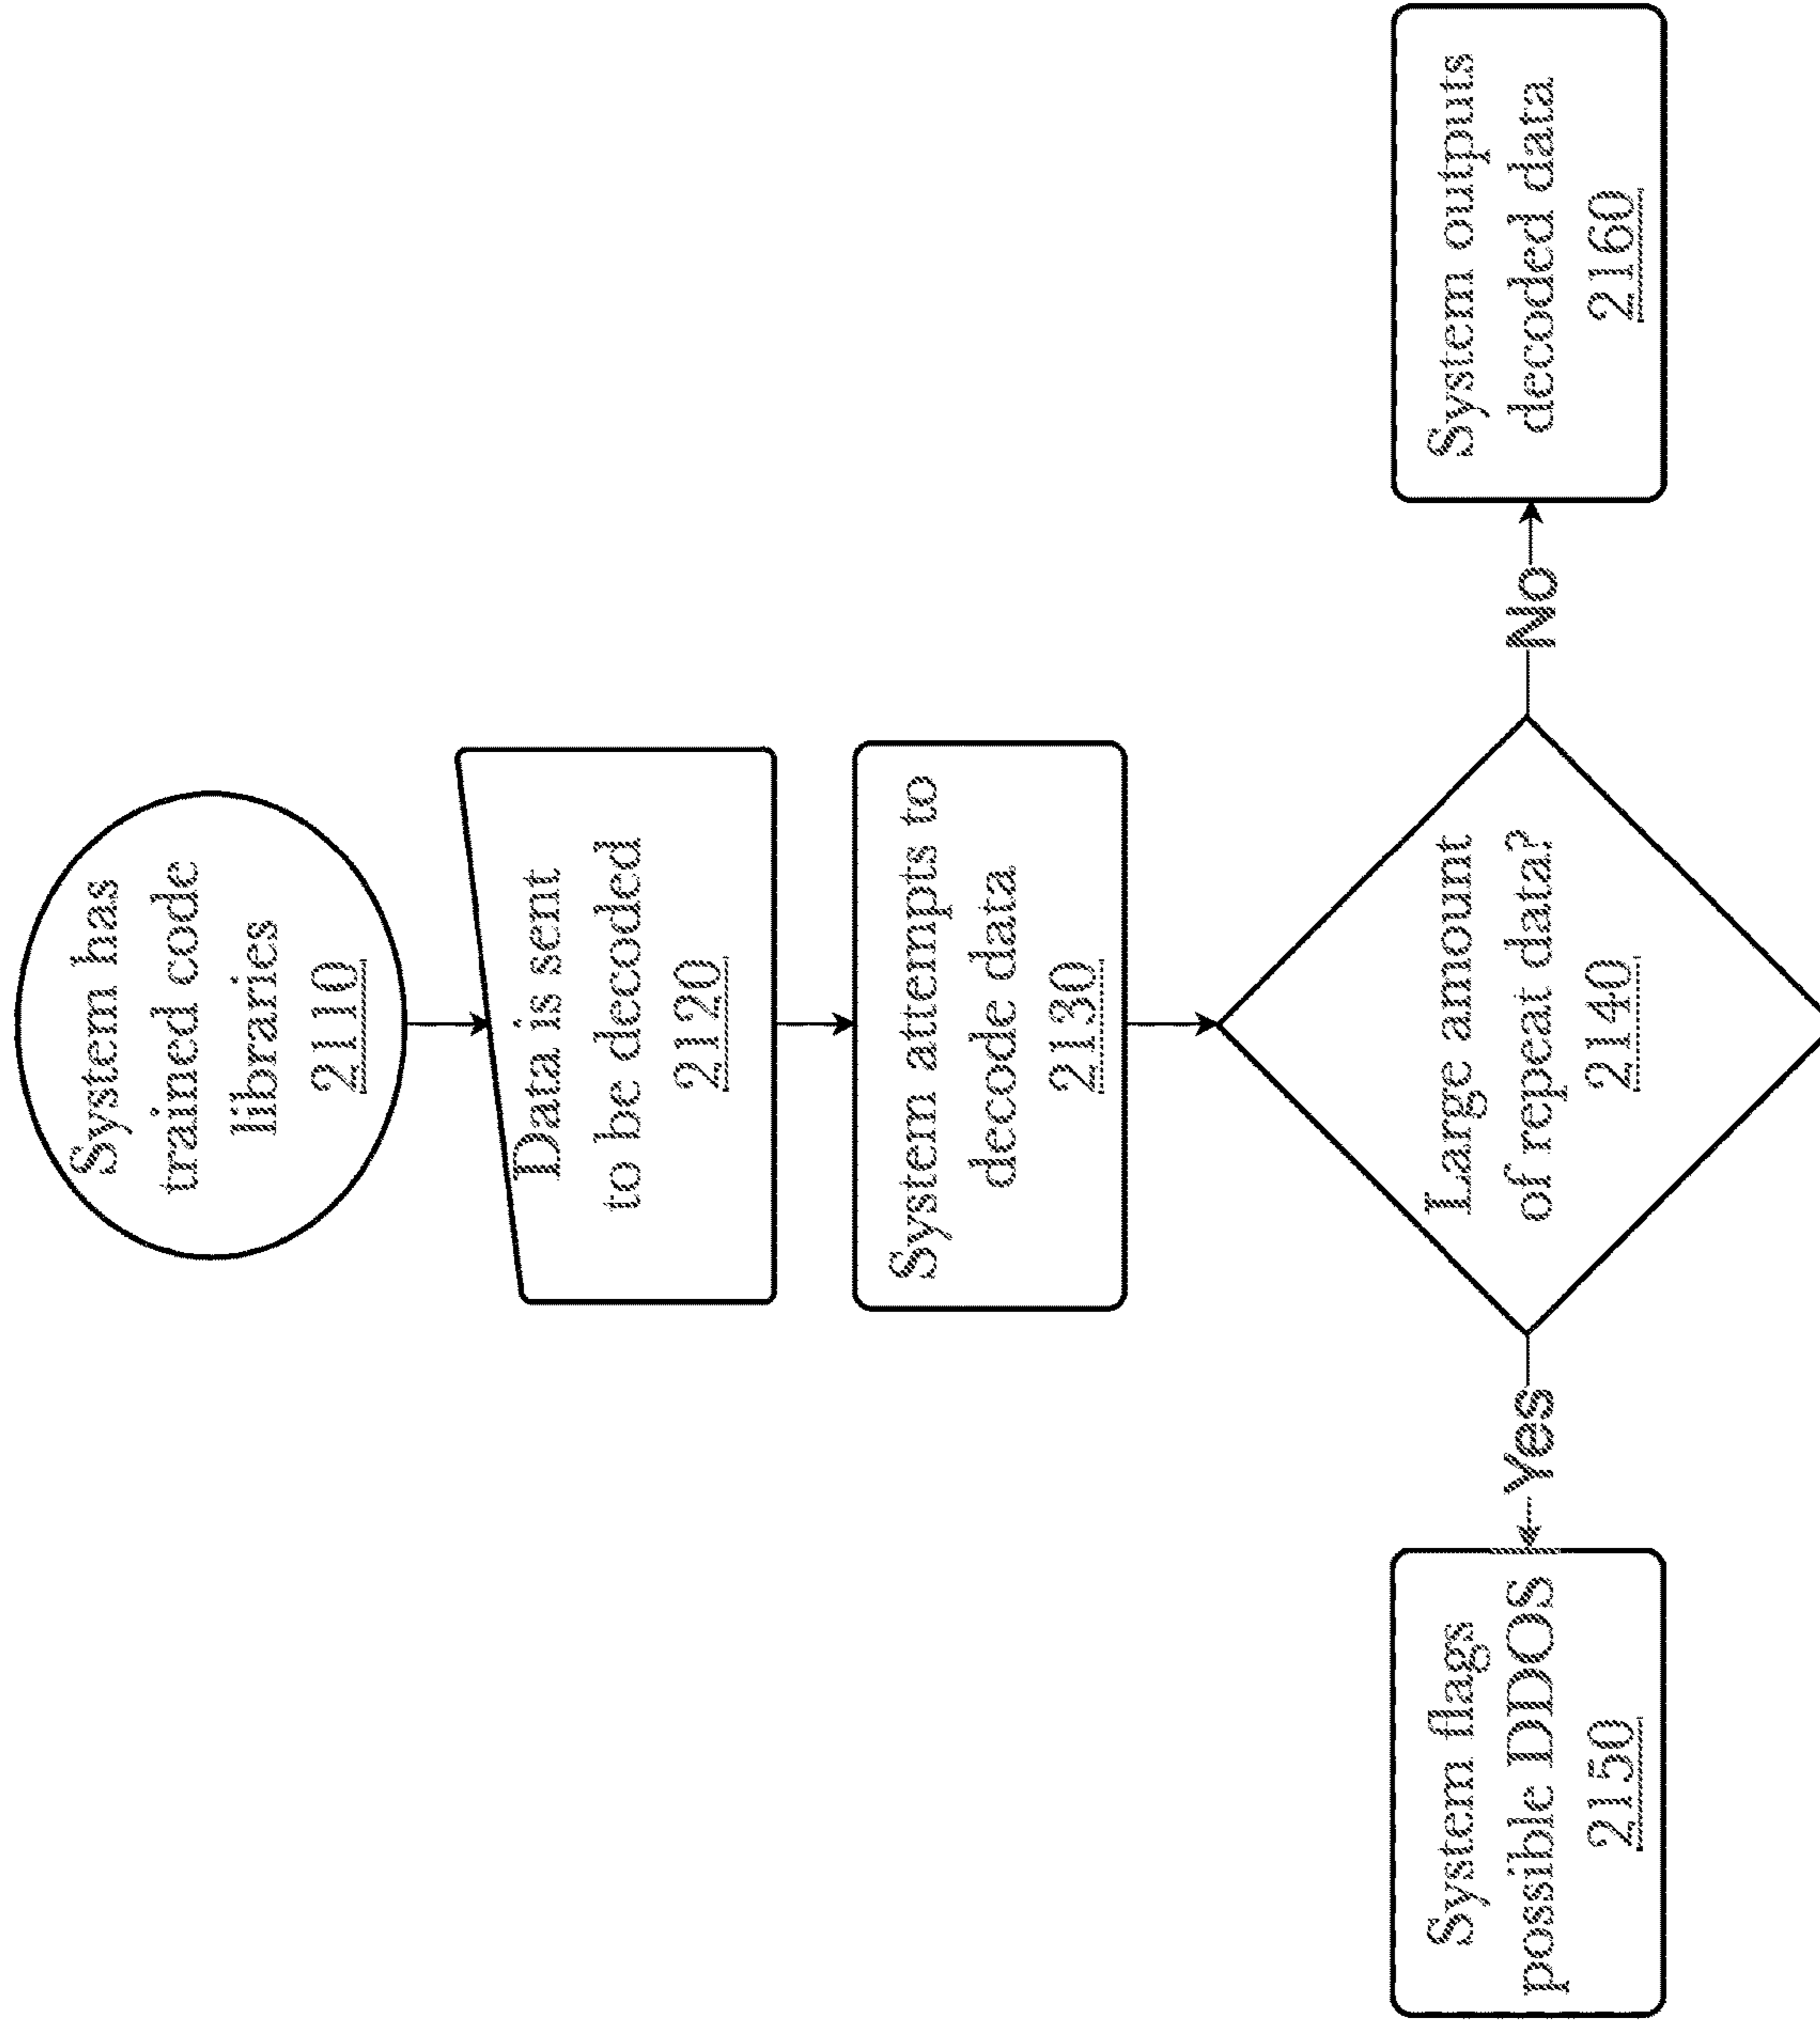 System has
trained code
libraries
2110
Data is sent
to be decoded
2120
System attempts to
decode data
2130
Large amount
of repeat data?
2140
Yes
No
System flags
possible DDOS
2150
System outputs
decoded data
2160